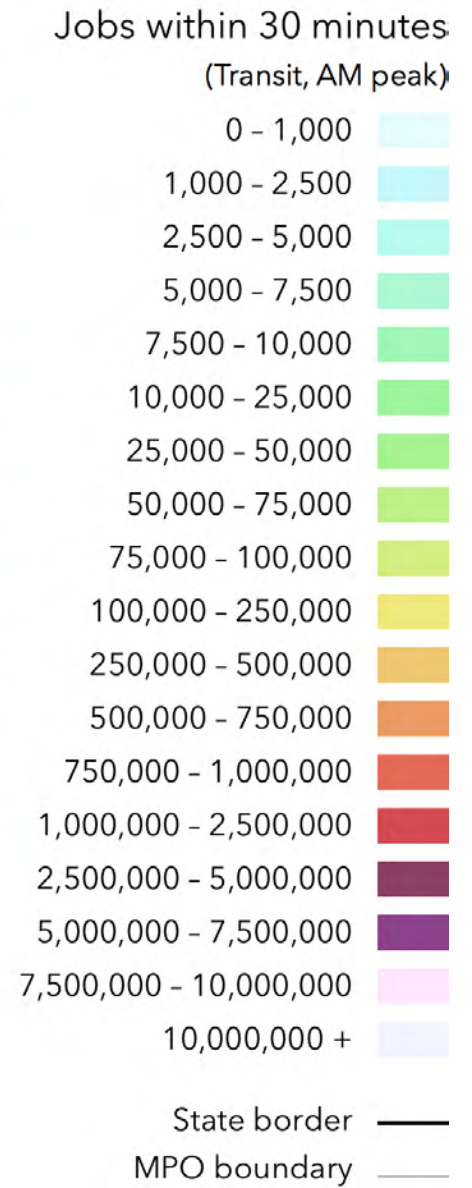 Jobs within 30 minutes
(Transit, AM peak)
0 – 1,000
1,000 – 2,500
2,500 – 5,000
5,000 – 7,500
7,500 – 10,000
10,000 – 25,000
25,000 – 50,000
50,000 – 75,000
75,000 – 100,000
100,000 – 250,000
250,000 – 500,000
500,000 – 750,000
750,000 – 1,000,000
1,000,000 – 2,500,000
2,500,000 – 5,000,000
5,000,000 – 7,500,000
7,500,000 – 10,000,000
10,000,000 +
State border
MPO boundary